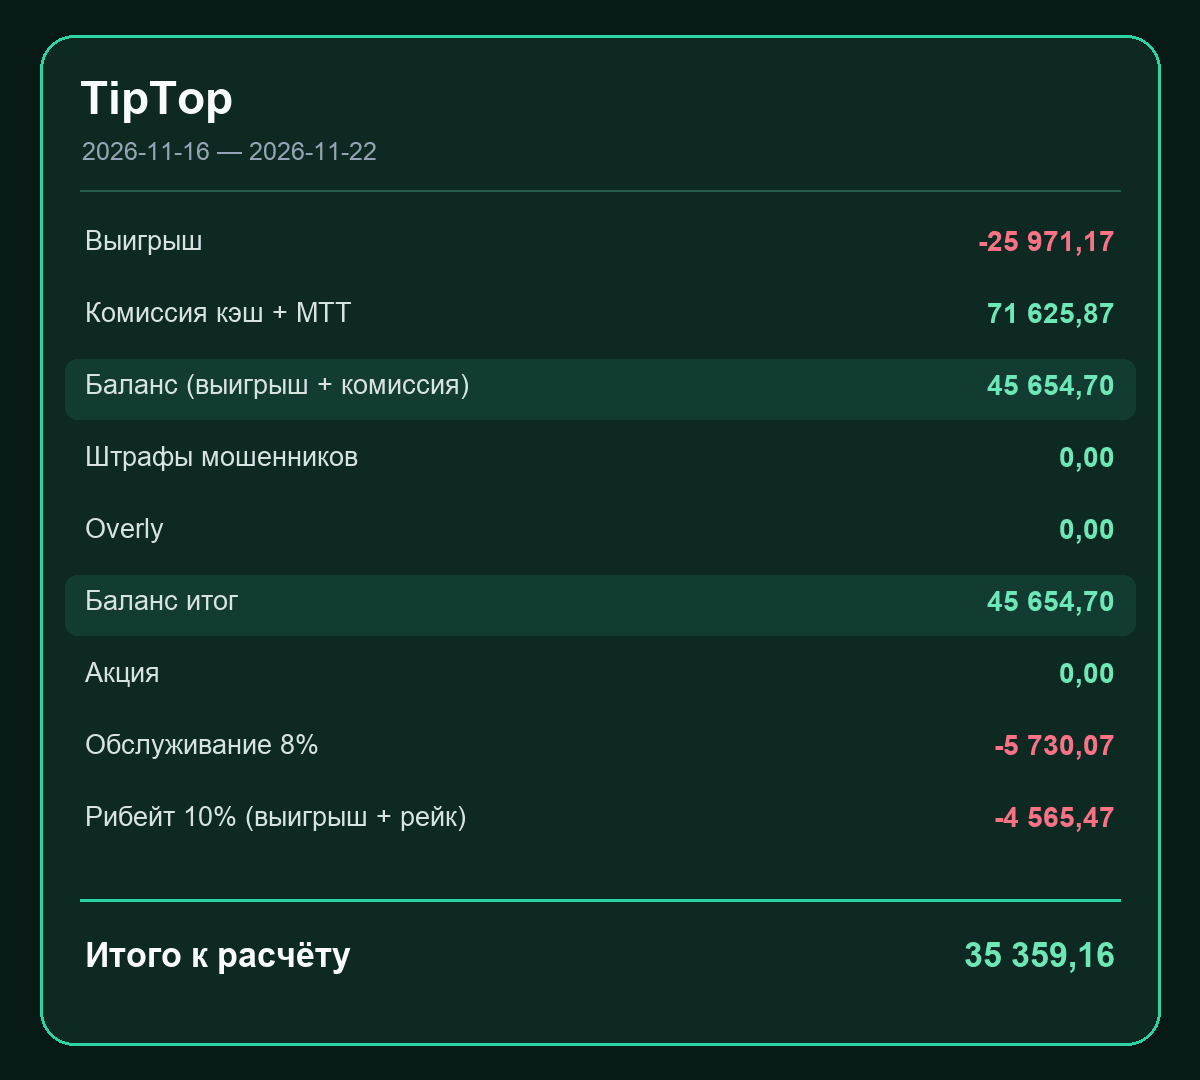 TipTop
2026-11-16 — 2026-11-22
Выигрыш -25 971,17
Комиссия кэш + МТТ 71 625,87
Баланс (выигрыш + комиссия) 45 654,70
Штрафы мошенников 0,00
Overly 0,00
Баланс итог 45 654,70
Акция 0,00
Обслуживание 8% -5 730,07
Рибейт 10% (выигрыш + рейк) -4 565,47
Итого к расчёту 35 359,16